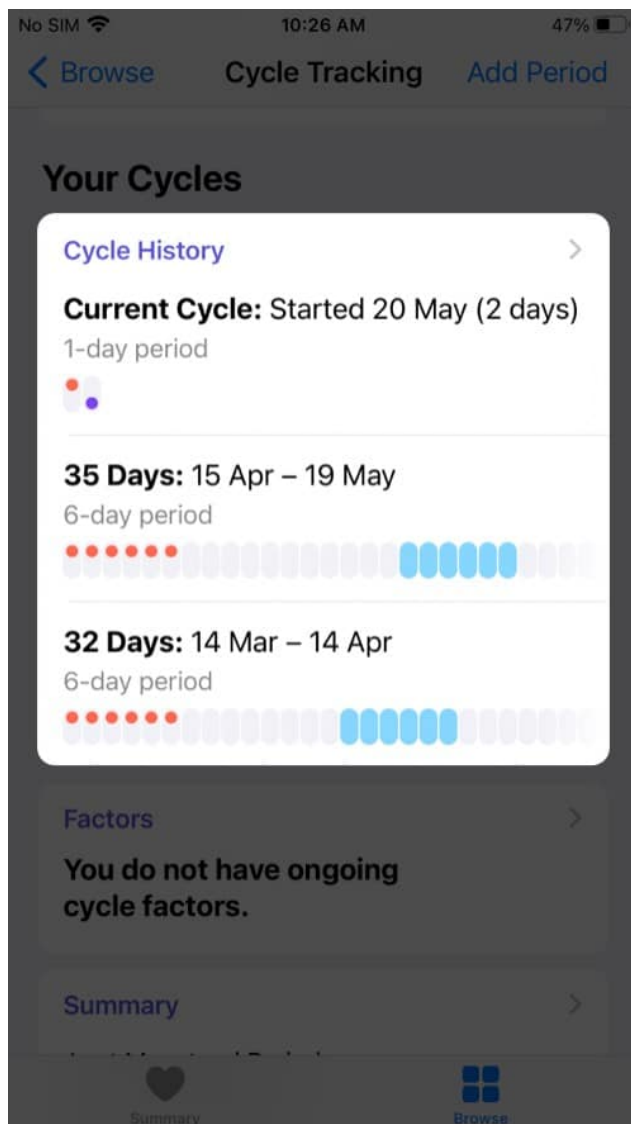 No SIM 10:26 AM 47%
Browse Cycle Tracking Add Period
Your Cycles
Cycle History
Current Cycle: Started 20 May (2 days)
1-day period
35 Days: 15 Apr – 19 May
6-day period
32 Days: 14 Mar – 14 Apr
6-day period
Factors
You do not have ongoing
cycle factors.
Summary
Summary Browse